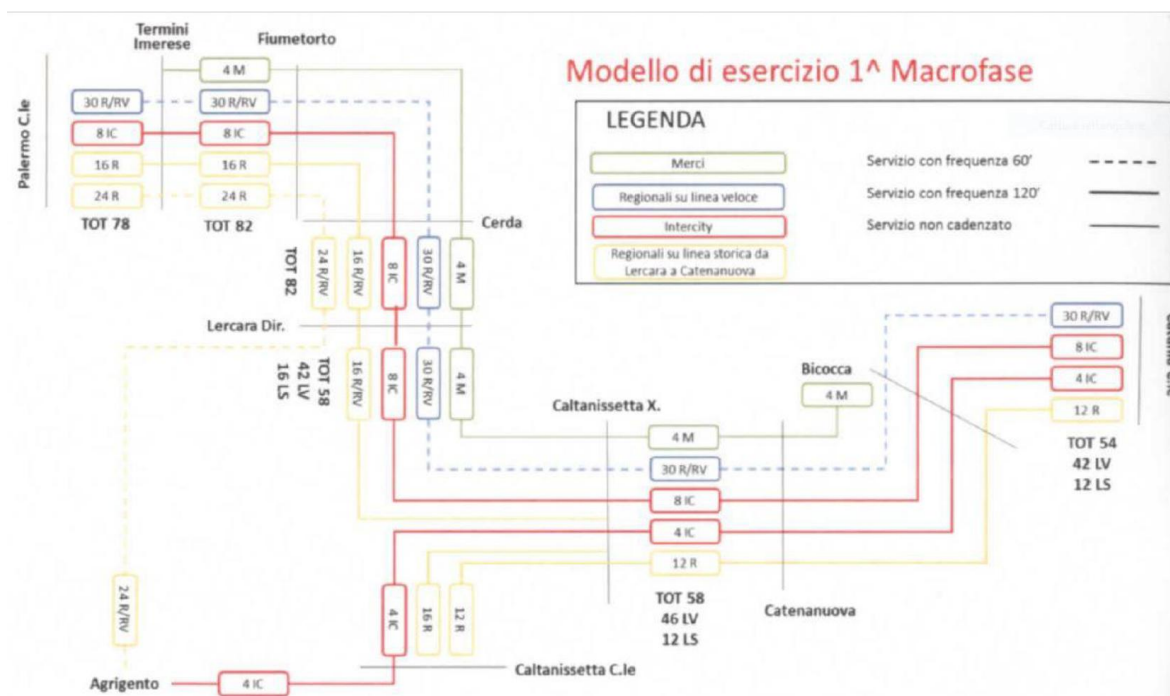 Termini
Imerese
Fiumetorto
Modello di esercizio 1^ Macrofase
Palermo C.le
4 M
30 R/RV
30 R/RV
8 IC
8 IC
16 R
16 R
24 R
24 R
TOT 78
TOT 82
LEGENDA
Merci
Regionali su linea veloce
Intercity
Regionali su linea storica da
Lercara a Catenanuova
Servizio con frequenza 60'
Servizio con frequenza 120'
Servizio non cadenzato
Cerda
TOT 82
24 R/RV
16 R/RV
8 IC
30 R/RV
4 M
Lercara Dir.
TOT 58
42 LV
16 LS
16 R/RV
8 IC
30 R/RV
4 M
30 R/RV
8 IC
4 IC
12 R
TOT 54
42 LV
12 LS
Bicocca
4 M
Caltanissetta X.
4 M
30 R/RV
8 IC
4 IC
12 R
TOT 58
46 LV
12 LS
Catenanuova
24 R/RV
4 IC
16 R
12 R
Caltanissetta C.le
Agrigento
4 IC